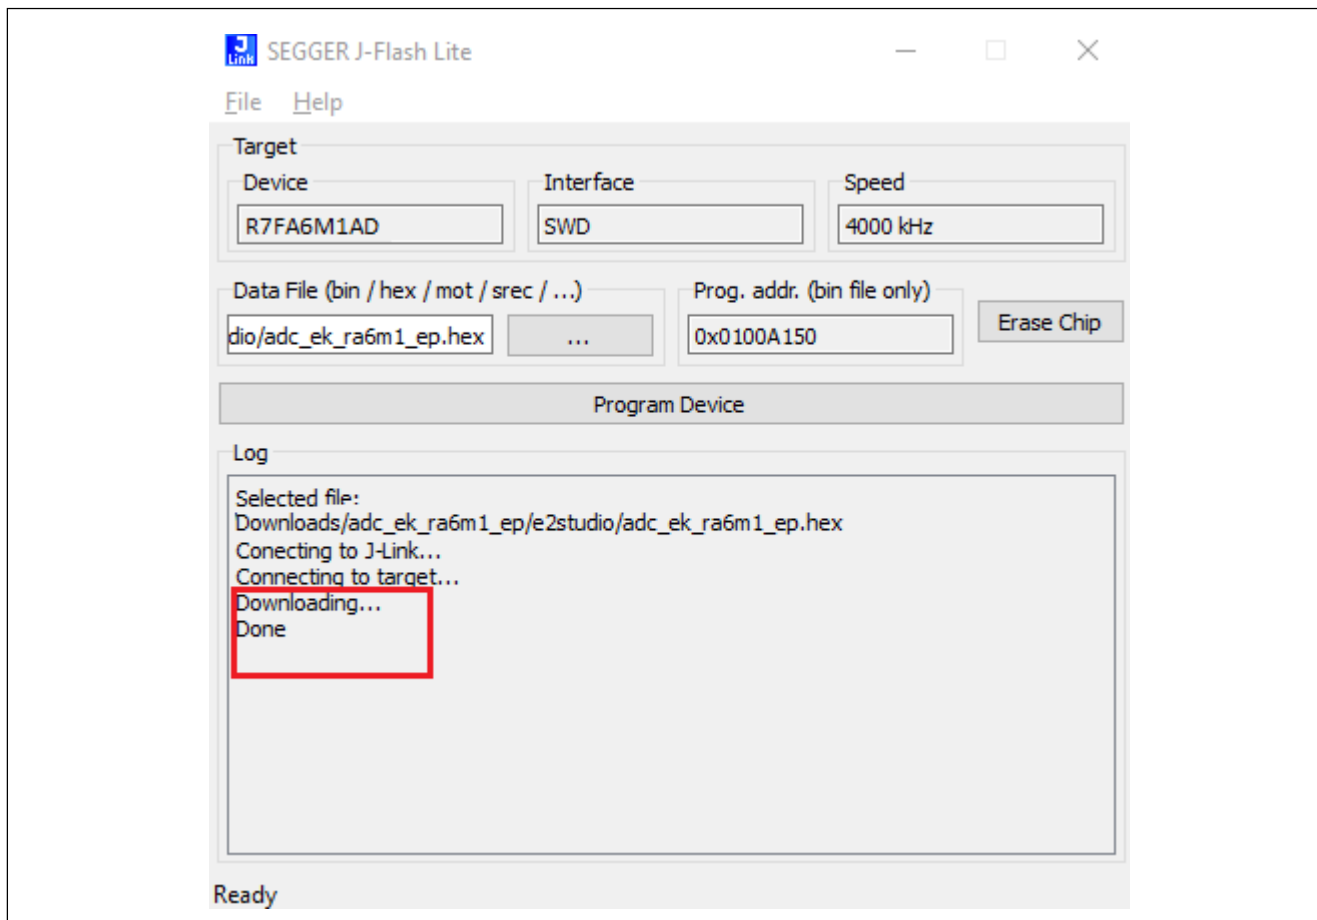 J
Link
SEGGER J-Flash Lite
File Help
Target
Device Interface Speed
R7FA6M1AD SWD 4000 kHz
Data File (bin / hex / mot / srec / ...) Prog. addr. (bin file only)
dio/adc_ek_ra6m1_ep.hex ... 0x0100A150 Erase Chip
Program Device
Log
Selected file:
Downloads/adc_ek_ra6m1_ep/e2studio/adc_ek_ra6m1_ep.hex
Conecting to J-Link...
Connecting to target...
Downloading...
Done
Ready